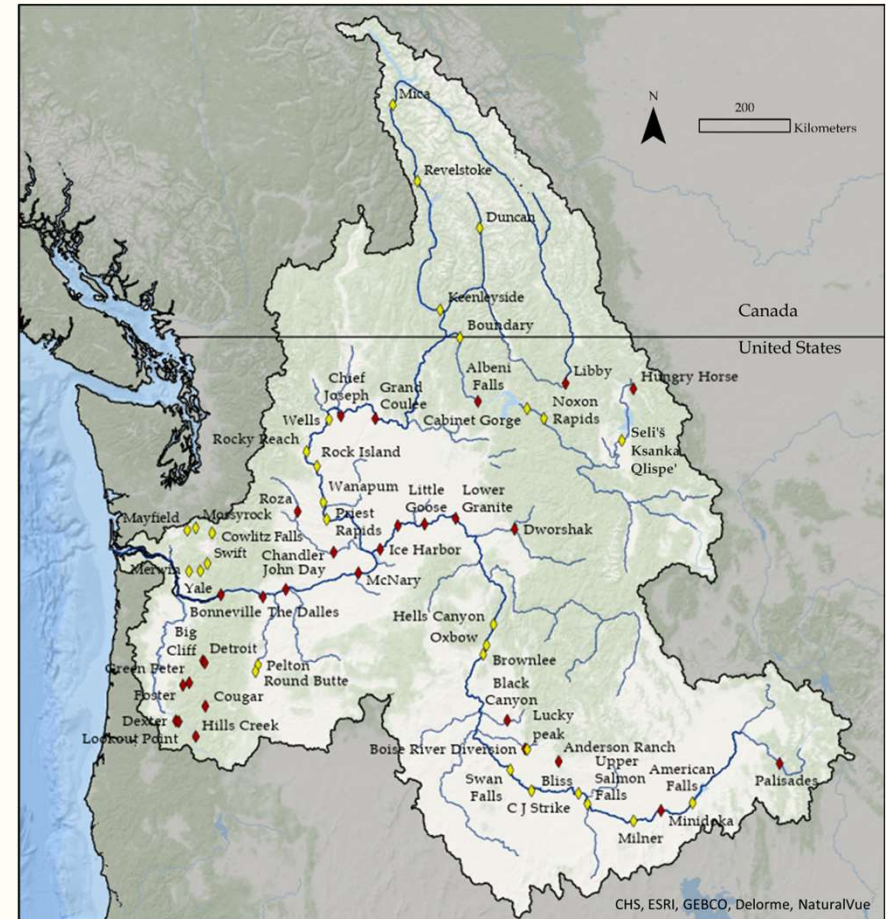 Mica
N
200
Kilometers
Revelstoke
Duncan
Keenleyside
Canada
Boundary
United States
Albeni
Falls
Libby
Hungry Horse
Chief
Joseph
Grand
Coulee
Noxon
Rapids
Cabinet Gorge
Wells
Seli'š
Ksanka
Qlispe'
Rocky Reach
Rock Island
Wanapum
Roza
Little
Goose
Lower
Granite
Priest
Rapids
Mayfield
Mossyrock
Cowlitz Falls
Dworshak
Swift
Chandler
Ice Harbor
Merwin
John Day
McNary
Yale
Bonneville
The Dalles
Hells Canyon
Big
Cliff
Detroit
Oxbow
Green Peter
Pelton
Brownlee
Round Butte
Foster
Black
Canyon
Cougar
Lucky
peak
Dexter
Hills Creek
Lookout Point
Boise River Diversion
Anderson Ranch
Upper
Salmon
Falls
American
Falls
Palisades
Swan
Falls
Bliss
C J Strike
Minidoka
Milner
CHS, ESRI, GEBCO, Delorme, NaturalVue